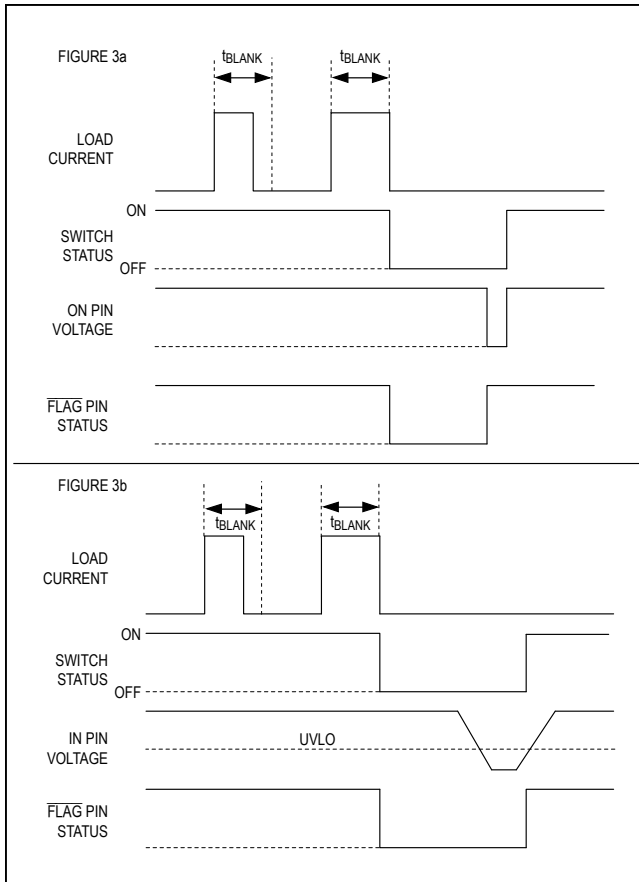 FIGURE 3a
tBLANK
tBLANK
LOAD
CURRENT
ON
SWITCH
STATUS
OFF
ON PIN
VOLTAGE
FLAG PIN
STATUS
FIGURE 3b
tBLANK
tBLANK
LOAD
CURRENT
ON
SWITCH
STATUS
OFF
IN PIN
VOLTAGE
UVLO
FLAG PIN
STATUS